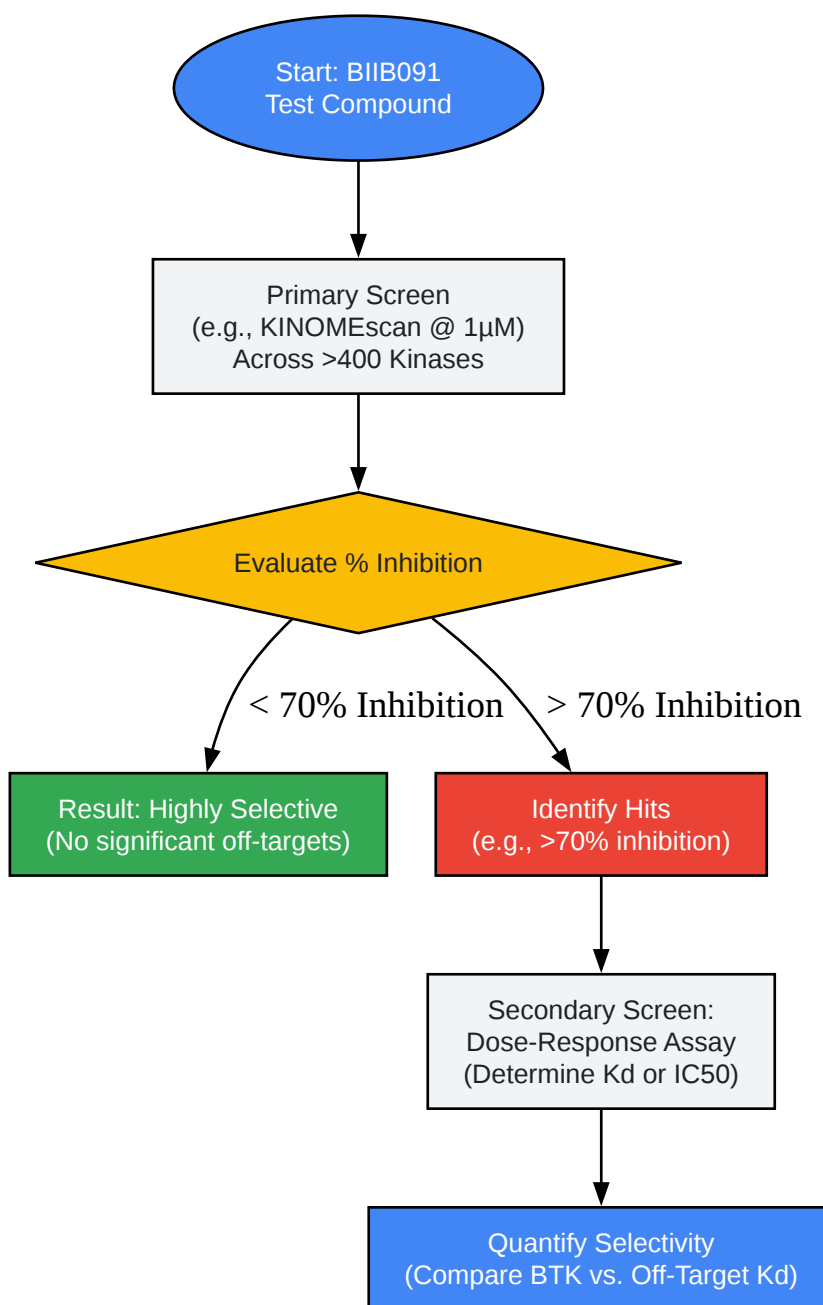 Start: BIIB091
Test Compound
Primary Screen
(e.g., KINOMEscan @ 1µM)
Across >400 Kinases
Evaluate % Inhibition
< 70% Inhibition
> 70% Inhibition
Result: Highly Selective
(No significant off-targets)
Identify Hits
(e.g., >70% inhibition)
Secondary Screen:
Dose-Response Assay
(Determine Kd or IC50)
Quantify Selectivity
(Compare BTK vs. Off-Target Kd)